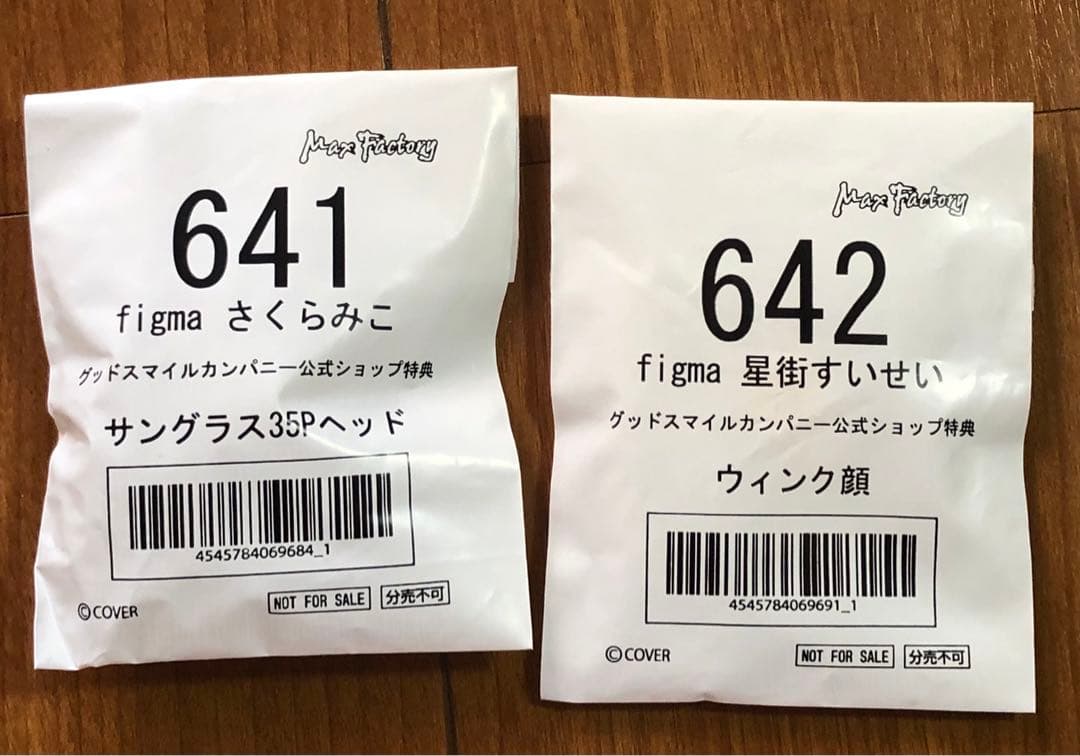 Max Factory
641
figma さくらみこ
グッドスマイルカンパニー公式ショップ特典
サングラス35Pヘッド
4545784069684_1
©COVER
NOT FOR SALE
分売不可
Max Factory
642
figma 星街すいせい
グッドスマイルカンパニー公式ショップ特典
ウィンク顔
4545784069691_1
©COVER
NOT FOR SALE
分売不可